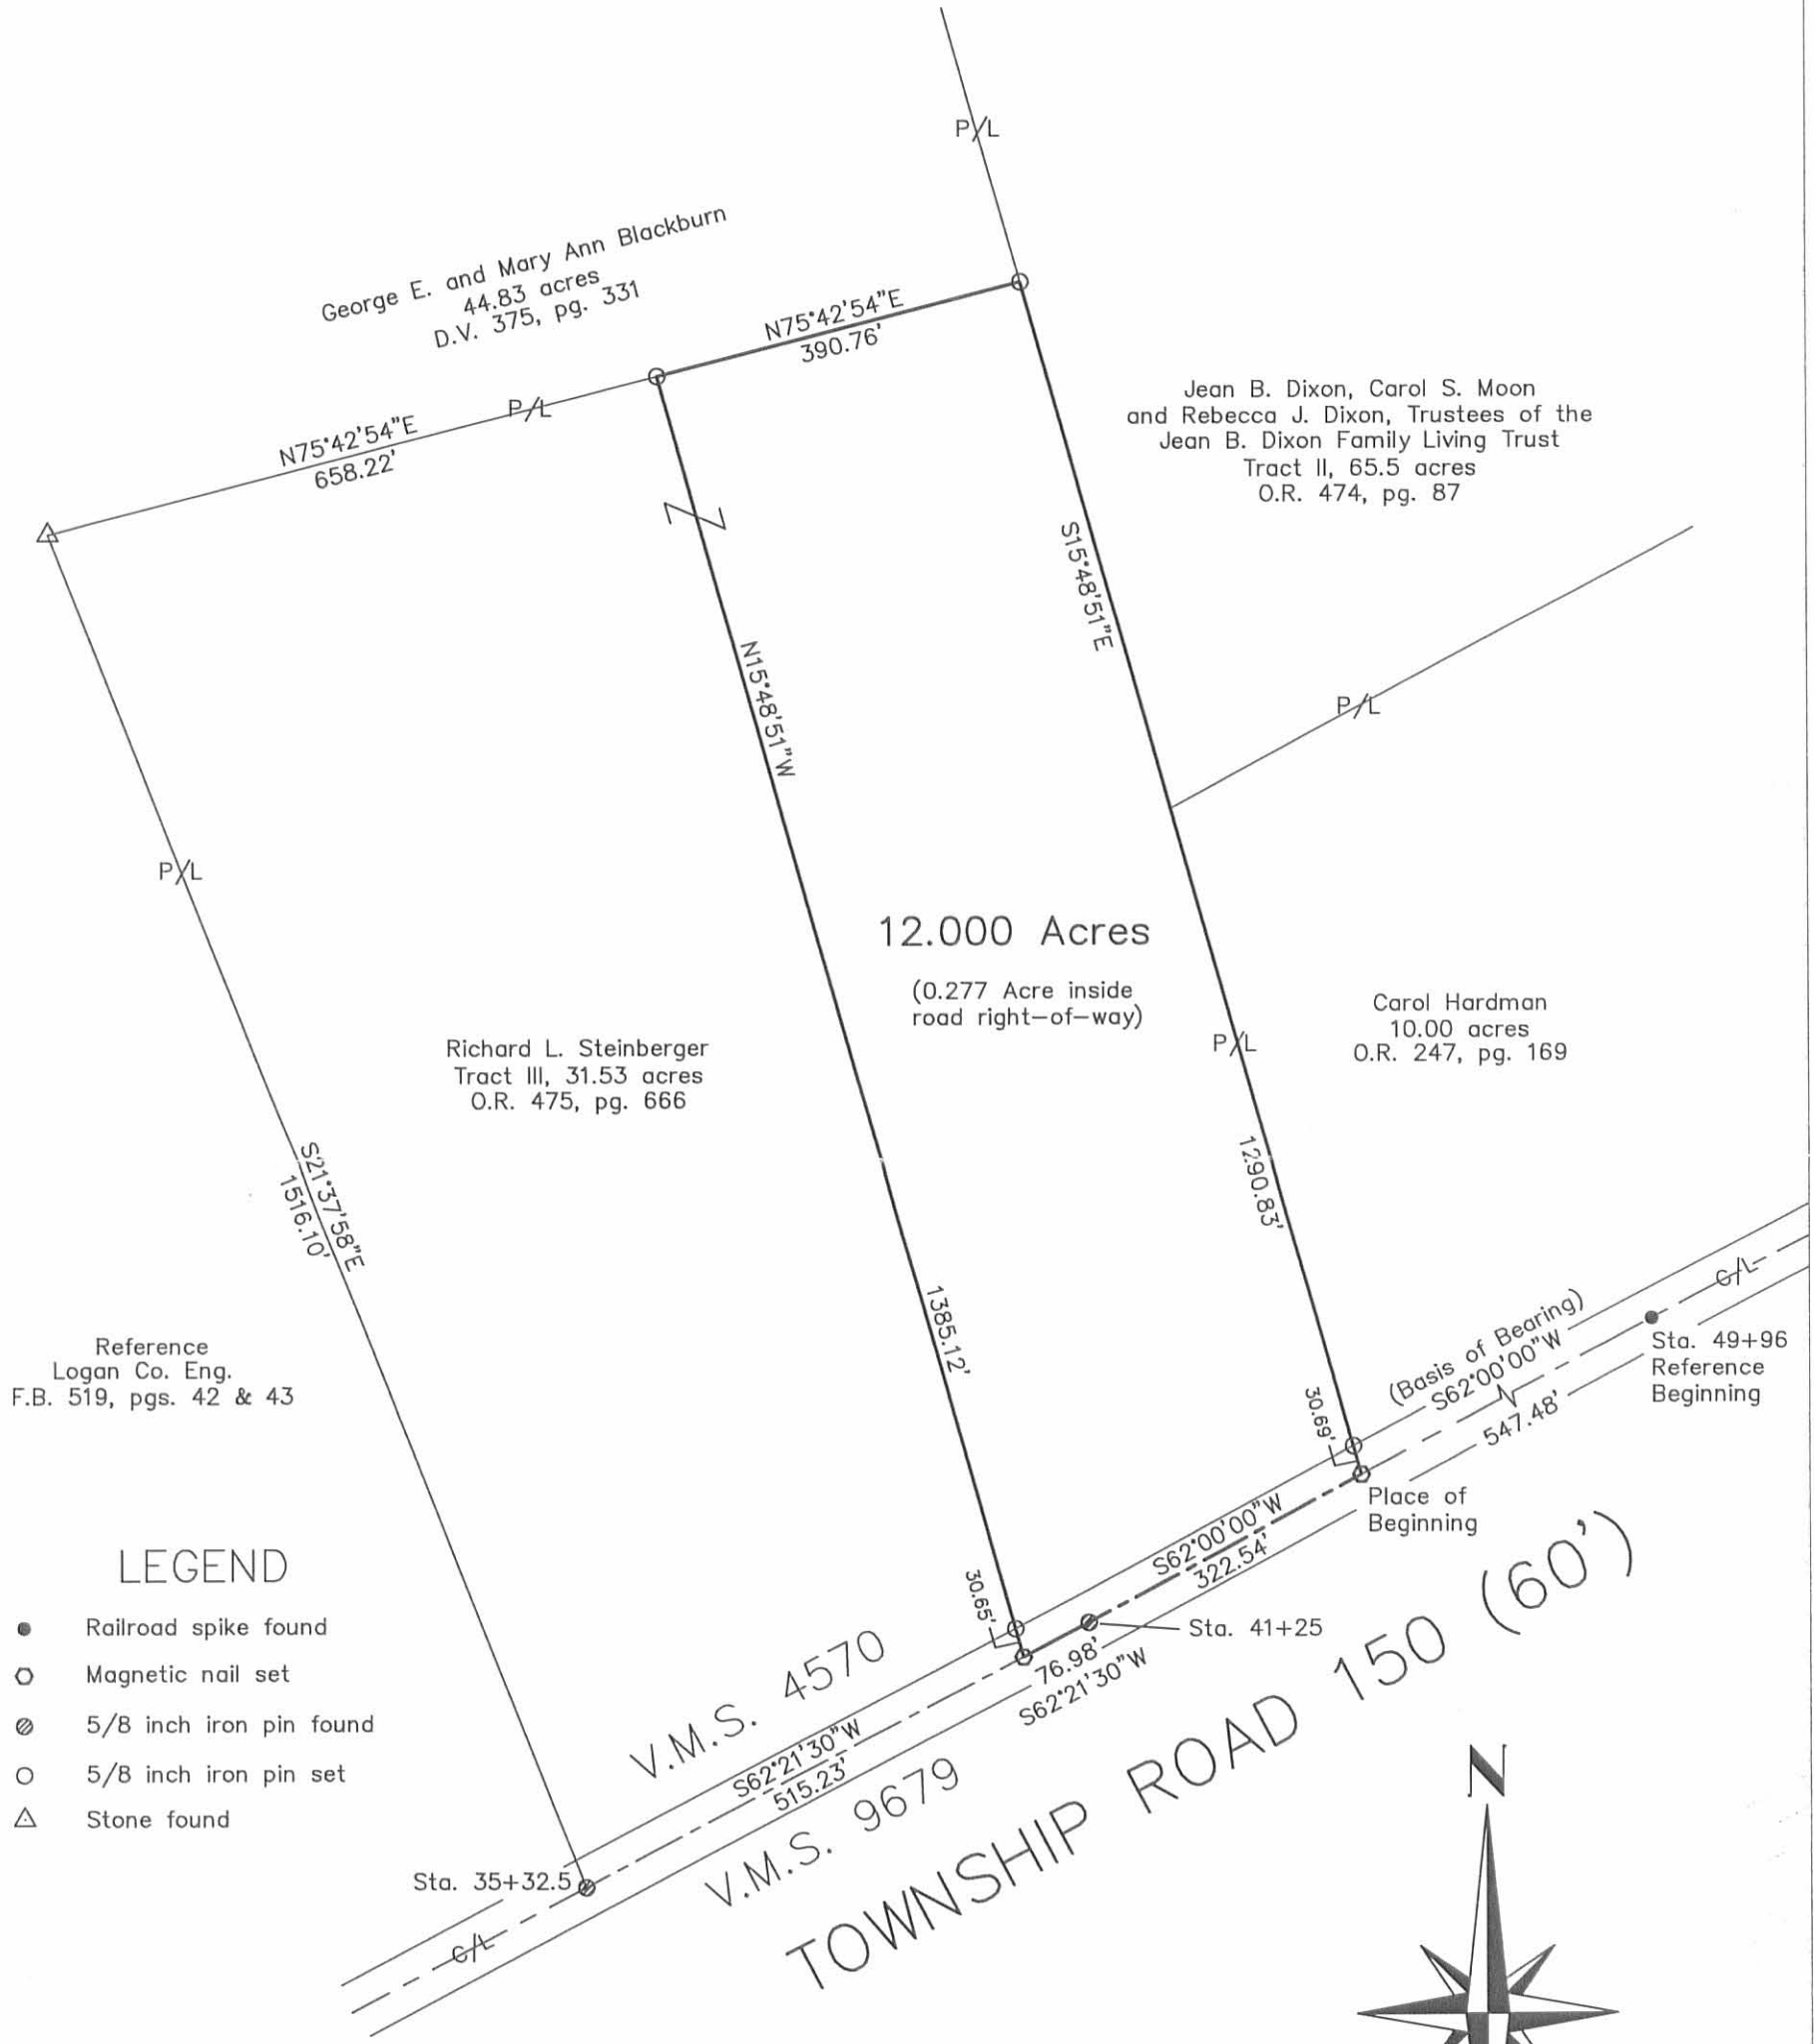 P/L
George E. and Mary Ann Blackburn
44.83 acres
D.V. 375, pg. 331
N75°42'54"E
390.76'
Jean B. Dixon, Carol S. Moon
and Rebecca J. Dixon, Trustees of the
Jean B. Dixon Family Living Trust
Tract II, 65.5 acres
O.R. 474, pg. 87
P/L
N75°42'54"E
658.22'
S15°48'51"E
N15°48'51"W
P/L
P/L
12.000 Acres
(0.277 Acre inside
road right-of-way)
Carol Hardman
10.00 acres
O.R. 247, pg. 169
P/L
Richard L. Steinberger
Tract III, 31.53 acres
O.R. 475, pg. 666
S21°37'58"E
1516.10'
1290.83'
1385.12'
C/L
(Basis of Bearing)
S62°00'00"W
547.48'
Sta. 49+96
Reference
Beginning
Reference
Logan Co. Eng.
F.B. 519, pgs. 42 & 43
30.69'
Place of
Beginning
S62°00'00"W
322.54'
30.65'
Sta. 41+25
76.98'
S62°21'30"W
LEGEND
Railroad spike found
Magnetic nail set
5/8 inch iron pin found
5/8 inch iron pin set
Stone found
V.M.S. 4570
S62°21'30"W
515.23'
V.M.S. 9679
TOWNSHIP ROAD 150 (60')
Sta. 35+32.5
C/L
N